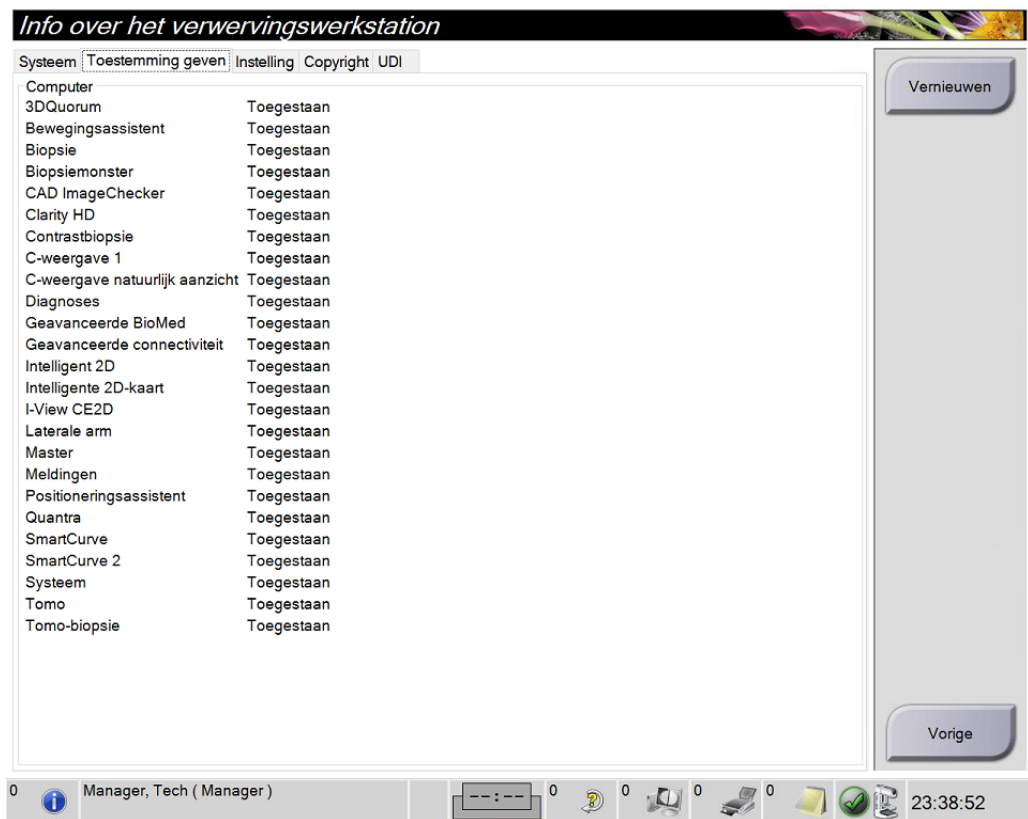 Info over het verwervingswerkstation
Systeem Toestemming geven Instelling Copyright UDI
Computer
3DQuorum Toegestaan
Bewegingsassistent Toegestaan
Biopsie Toegestaan
Biopsiemonster Toegestaan
CAD ImageChecker Toegestaan
Clarity HD Toegestaan
Contrastbiopsie Toegestaan
C-weergave 1 Toegestaan
C-weergave natuurlijk aanzicht Toegestaan
Diagnoses Toegestaan
Geavanceerde BioMed Toegestaan
Geavanceerde connectiviteit Toegestaan
Intelligent 2D Toegestaan
Intelligente 2D-kaart Toegestaan
I-View CE2D Toegestaan
Laterale arm Toegestaan
Master Toegestaan
Meldingen Toegestaan
Positioneringsassistent Toegestaan
Quantra Toegestaan
SmartCurve Toegestaan
SmartCurve 2 Toegestaan
Systeem Toegestaan
Tomo Toegestaan
Tomo-biopsie Toegestaan
Vernieuwen
Vorige
0 Manager, Tech ( Manager ) --:-- 0 0 0 0 23:38:52